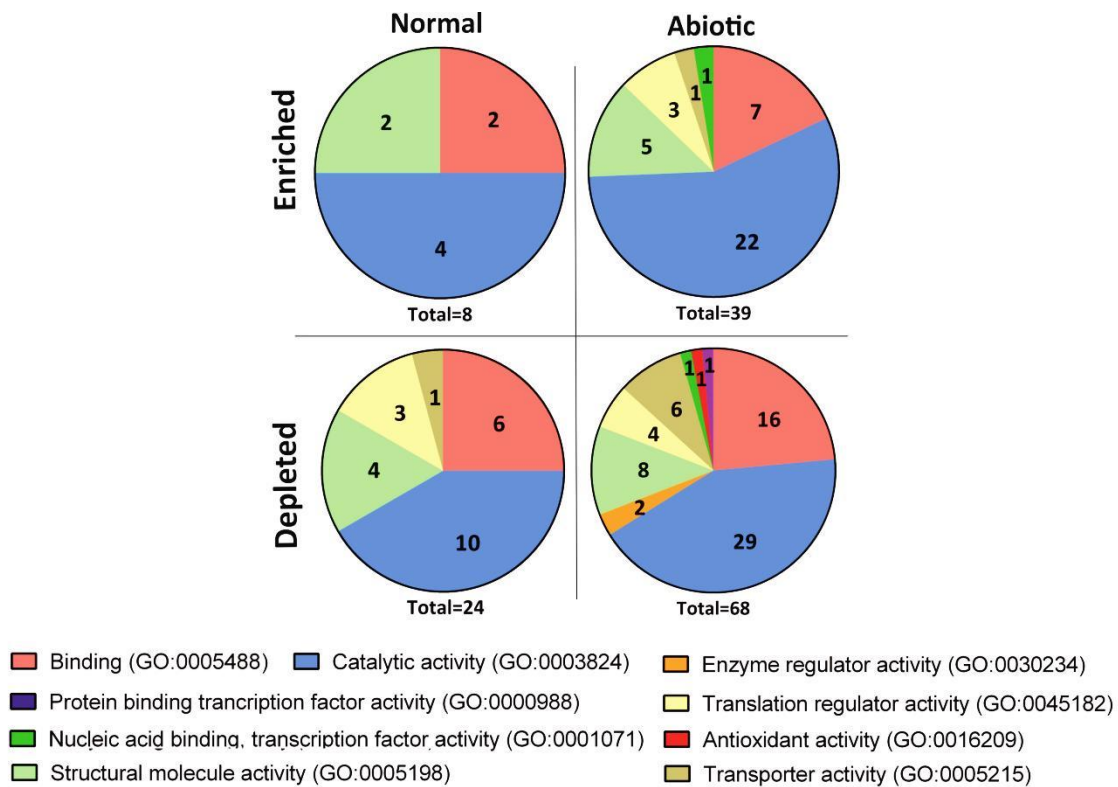 Normal
Abiotic
Enriched
2
2
4
Total=8
1
1
3
7
5
22
Total=39
Depleted
1
3
6
4
10
Total=24
1
1
1
6
16
4
8
2
29
Total=68
Binding (GO:0005488)
Catalytic activity (GO:0003824)
Enzyme regulator activity (GO:0030234)
Protein binding trancription factor activity (GO:0000988)
Translation regulator activity (GO:0045182)
Nucleic acid binding, transcription factor activity (GO:0001071)
Antioxidant activity (GO:0016209)
Structural molecule activity (GO:0005198)
Transporter activity (GO:0005215)